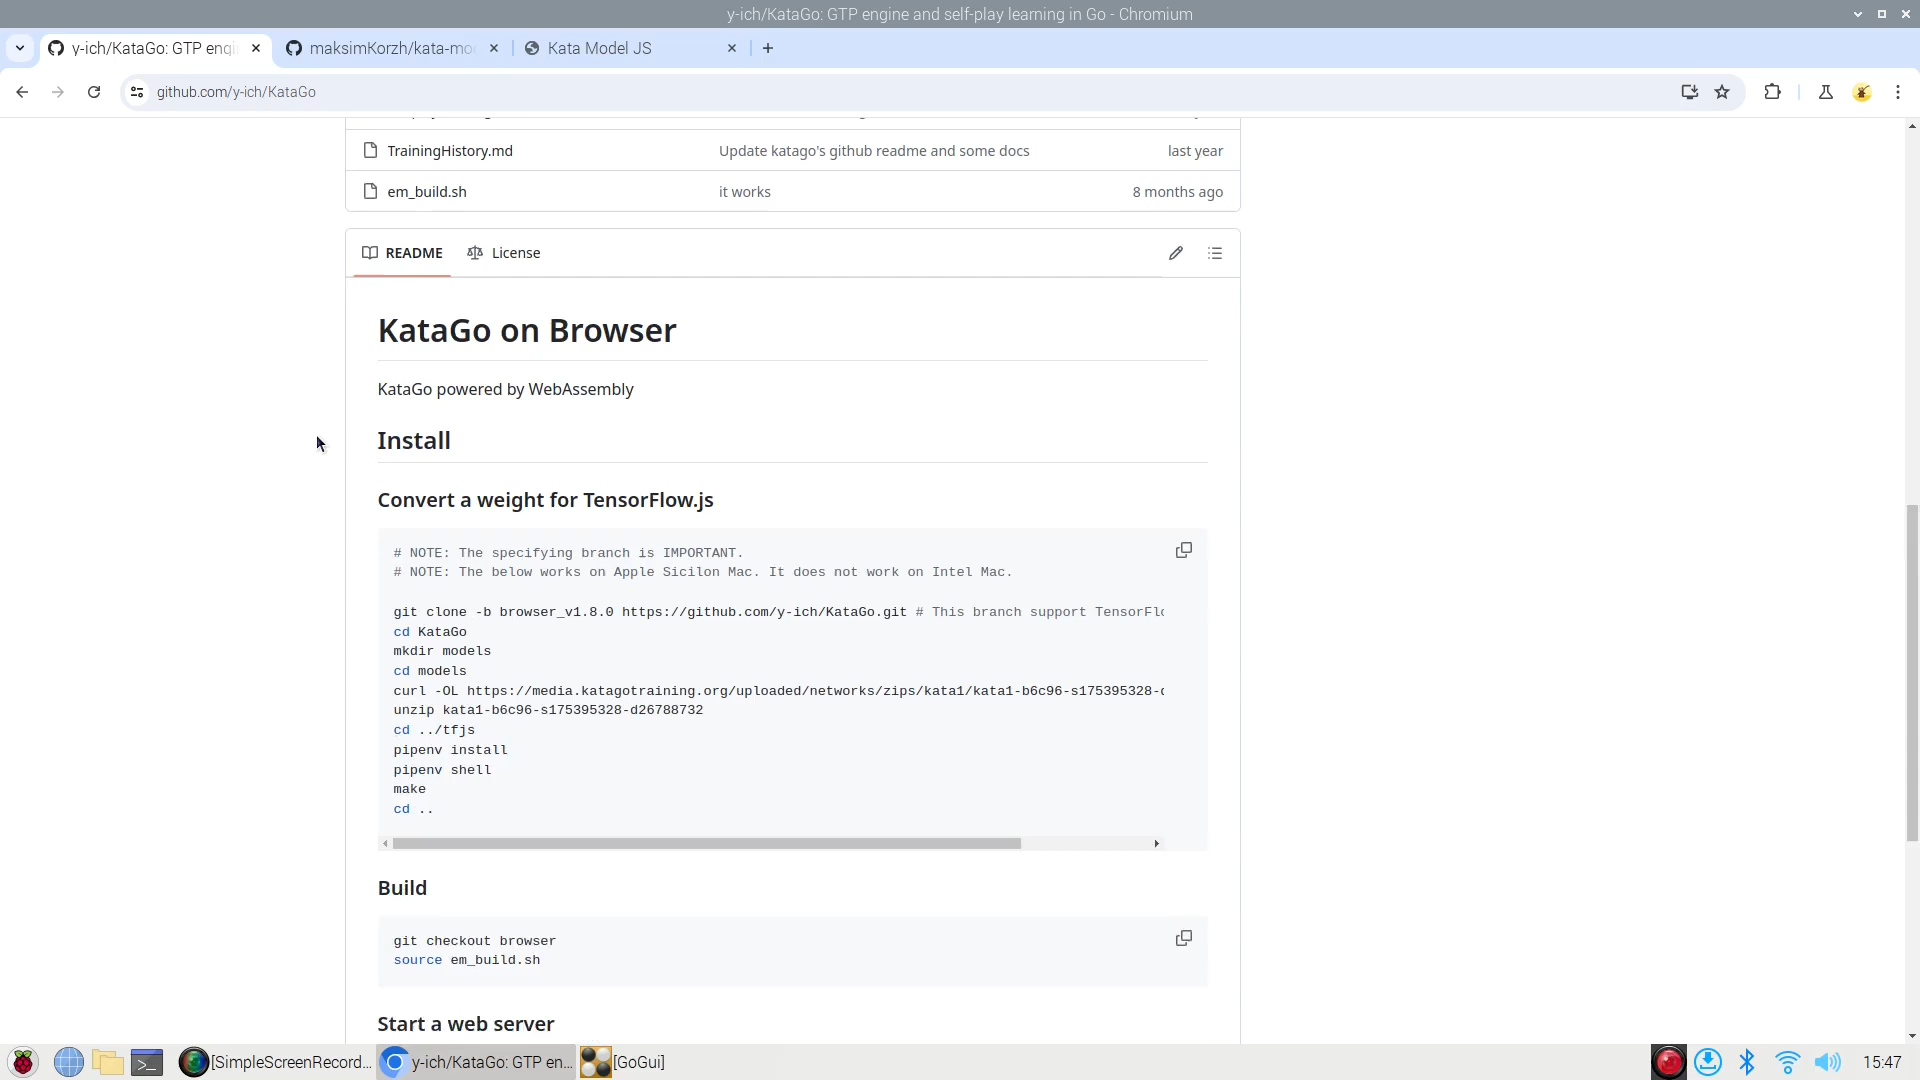 y-ich/KataGo: GTP engine and self-play learning in Go - Chromium
y-ich/KataGo: GTP engi
maksimKorzh/kata-mo
Kata Model JS
github.com/y-ich/KataGo
TrainingHistory.md Update katago's github readme and some docs last year
em_build.sh it works 8 months ago
README License
KataGo on Browser
KataGo powered by WebAssembly
Install
Convert a weight for TensorFlow.js
# NOTE: The specifying branch is IMPORTANT.
# NOTE: The below works on Apple Sicilon Mac. It does not work on Intel Mac.
git clone -b browser_v1.8.0 https://github.com/y-ich/KataGo.git # This branch support TensorFlo
cd KataGo
mkdir models
cd models
curl -OL https://media.katagotraining.org/uploaded/networks/zips/kata1/kata1-b6c96-s175395328-d
unzip kata1-b6c96-s175395328-d26788732
cd ../tfjs
pipenv install
pipenv shell
make
cd ..
Build
git checkout browser
source em_build.sh
Start a web server
[SimpleScreenRecord...
y-ich/KataGo: GTP en...
[GoGui]
15:47